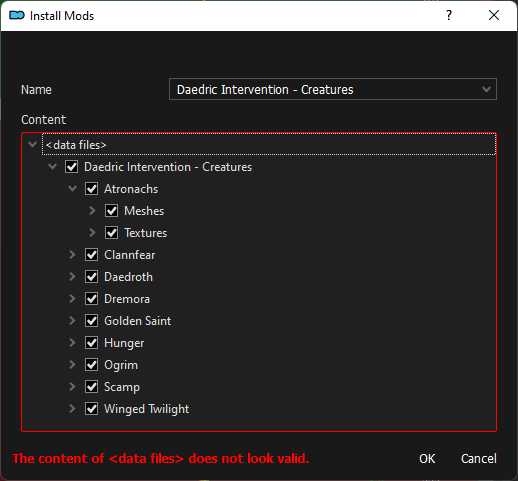 Install Mods
?
Name
Daedric Intervention - Creatures
Content
<data files>
Daedric Intervention - Creatures
Atronachs
Meshes
Textures
Clannfear
Daedroth
Dremora
Golden Saint
Hunger
Ogrim
Scamp
Winged Twilight
The content of <data files> does not look valid.
OK
Cancel